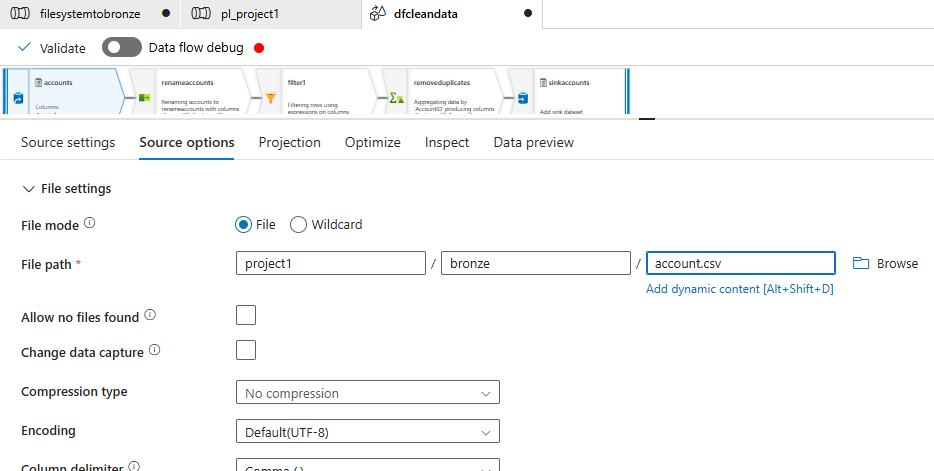 filesystemtobronze
pl_project1
dfcleandata
Validate
Data flow debug
accounts
Columns:
renameaccounts
Renaming accounts to
renameaccounts with columns
filter1
Filtering rows using
expressions on columns
removeduplicates
Aggregating data by
'AccountID' producing columns
sinkaccounts
Add sink dataset
Source settings
Source options
Projection
Optimize
Inspect
Data preview
File settings
File mode
File
Wildcard
File path *
project1 / bronze / account.csv
Browse
Add dynamic content [Alt+Shift+D]
Allow no files found
Change data capture
Compression type
No compression
Encoding
Default(UTF-8)
Column delimiter
Comma (,)